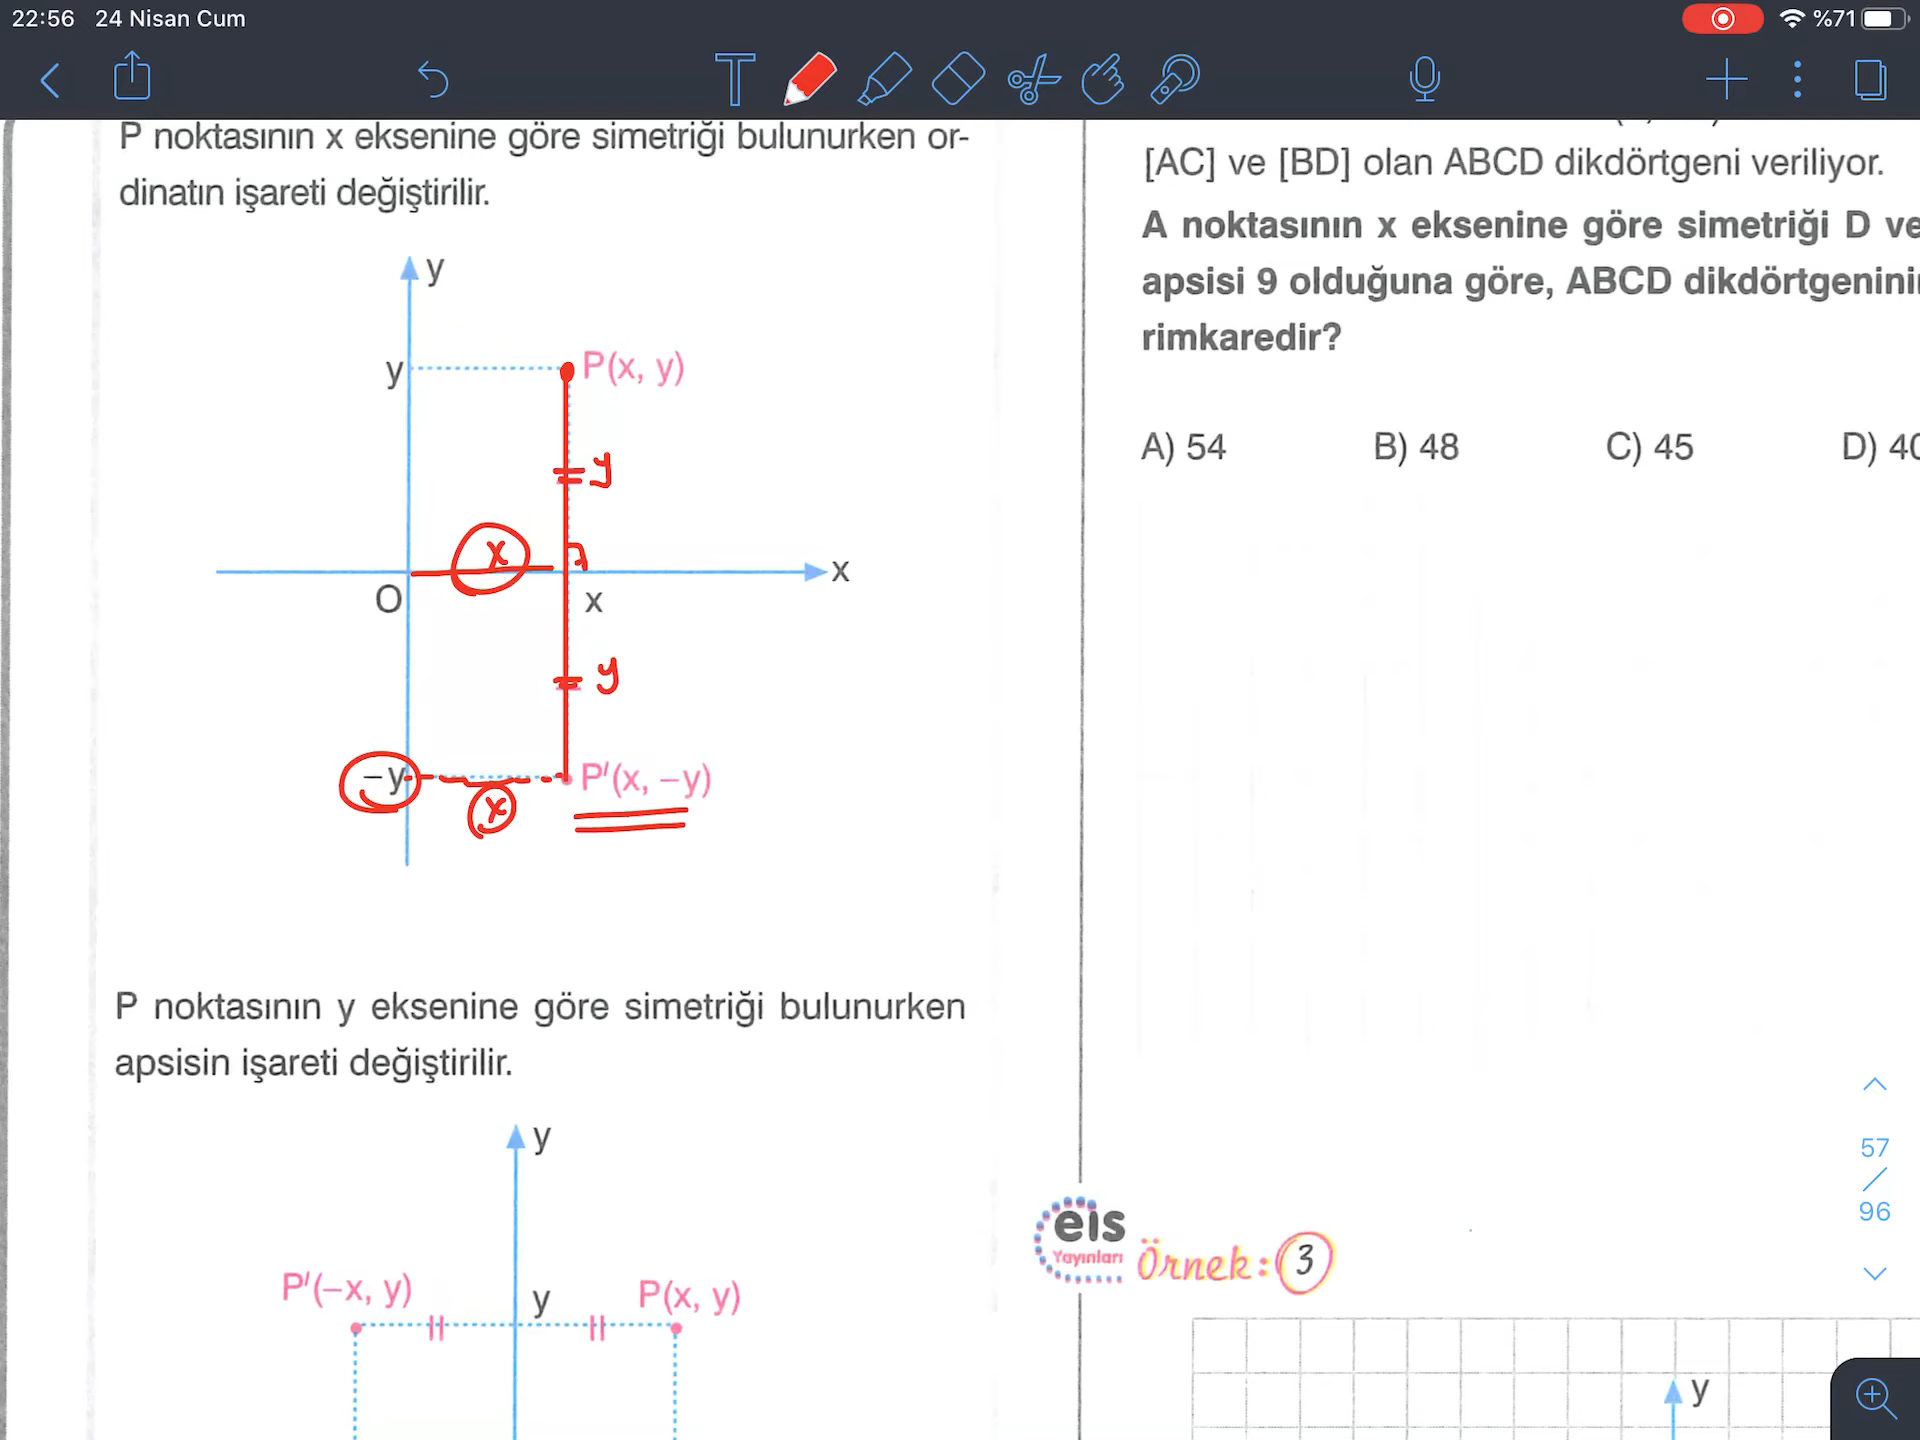 22:56 24 Nisan Cum
%71
P noktasının x eksenine göre simetriği bulunurken or-
dinatın işareti değiştirilir.
y
y
P(x, y)
y
x
x
O
x
y
–y
P'(x, –y)
x
P noktasının y eksenine göre simetriği bulunurken
apsisin işareti değiştirilir.
y
P'(–x, y)
y
P(x, y)
[AC] ve [BD] olan ABCD dikdörtgeni veriliyor.
A noktasının x eksenine göre simetriği D ve
apsisi 9 olduğuna göre, ABCD dikdörtgenini
rimkaredir?
A) 54 B) 48 C) 45 D) 40
57
96
eis
Yayınları
Örnek: 3
y